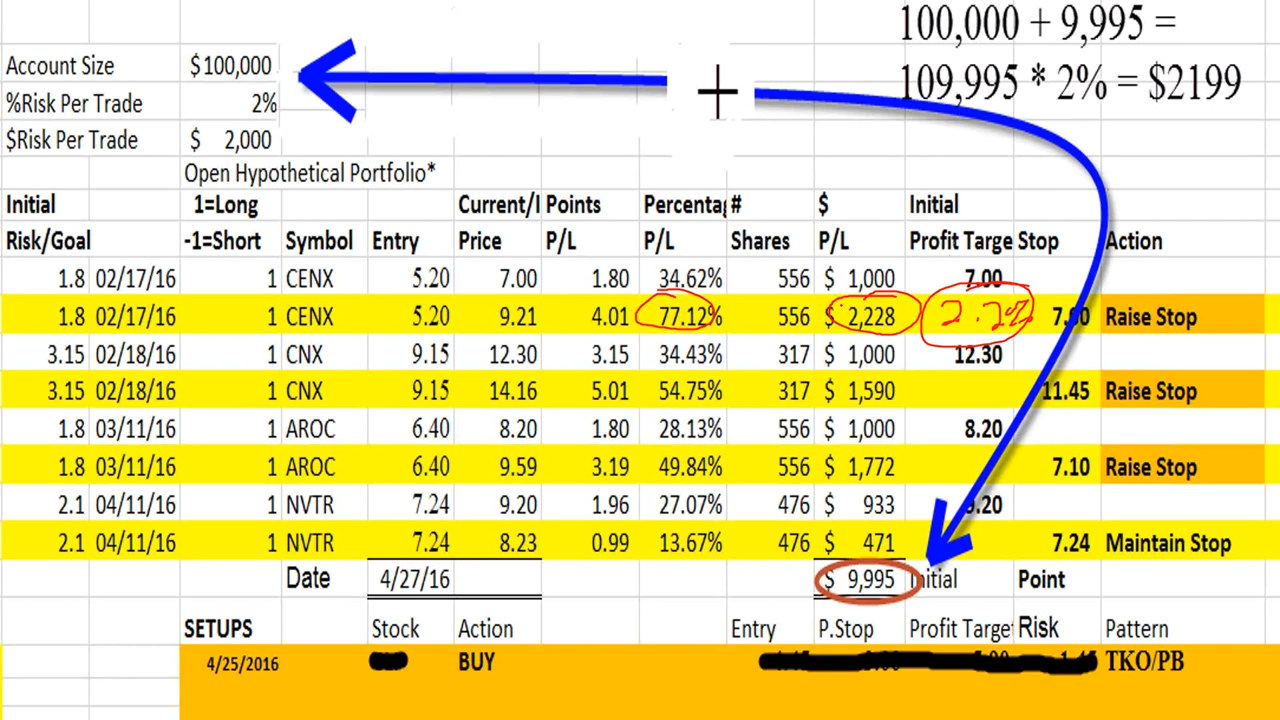 100,000 + 9,995 =
109,995 * 2% = $2199
Account Size $100,000
%Risk Per Trade 2%
$Risk Per Trade $ 2,000
Open Hypothetical Portfolio*
Initial 1=Long Current/I Points Percentag # $ Initial
Risk/Goal -1=Short Symbol Entry Price P/L P/L Shares P/L Profit Targe Stop Action
1.8 02/17/16 1 CENX 5.20 7.00 1.80 34.62% 556 $ 1,000 7.00
1.8 02/17/16 1 CENX 5.20 9.21 4.01 77.12% 556 $ 2,228 2.2% 7.00 Raise Stop
3.15 02/18/16 1 CNX 9.15 12.30 3.15 34.43% 317 $ 1,000 12.30
3.15 02/18/16 1 CNX 9.15 14.16 5.01 54.75% 317 $ 1,590 11.45 Raise Stop
1.8 03/11/16 1 AROC 6.40 8.20 1.80 28.13% 556 $ 1,000 8.20
1.8 03/11/16 1 AROC 6.40 9.59 3.19 49.84% 556 $ 1,772 7.10 Raise Stop
2.1 04/11/16 1 NVTR 7.24 9.20 1.96 27.07% 476 $ 933 9.20
2.1 04/11/16 1 NVTR 7.24 8.23 0.99 13.67% 476 $ 471 7.24 Maintain Stop
Date 4/27/16 $ 9,995 Initial Point
SETUPS Stock Action Entry P.Stop Profit Target Risk Pattern
4/25/2016 BUY TKO/PB